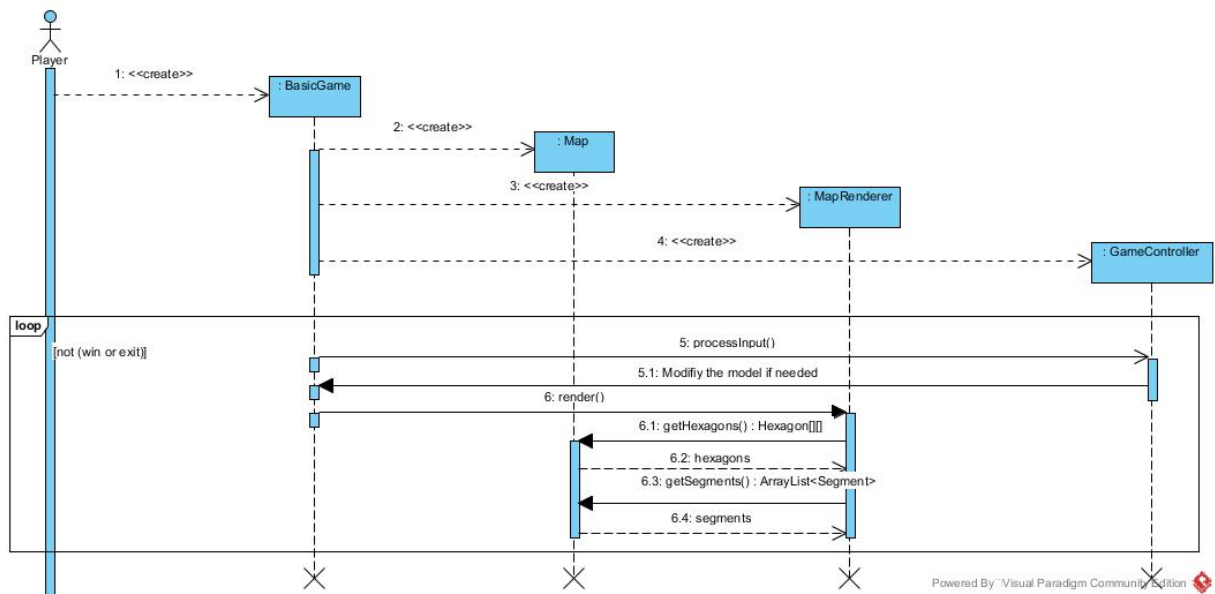 Player
1: <<create>>
: BasicGame
2: <<create>>
: Map
3: <<create>>
: MapRenderer
4: <<create>>
: GameController
loop
[not (win or exit)]
5: processInput()
5.1: Modifiy the model if needed
6: render()
6.1: getHexagons() : Hexagon[][]
6.2: hexagons
6.3: getSegments() : ArrayList<Segment>
6.4: segments
Powered By Visual Paradigm Community Edition